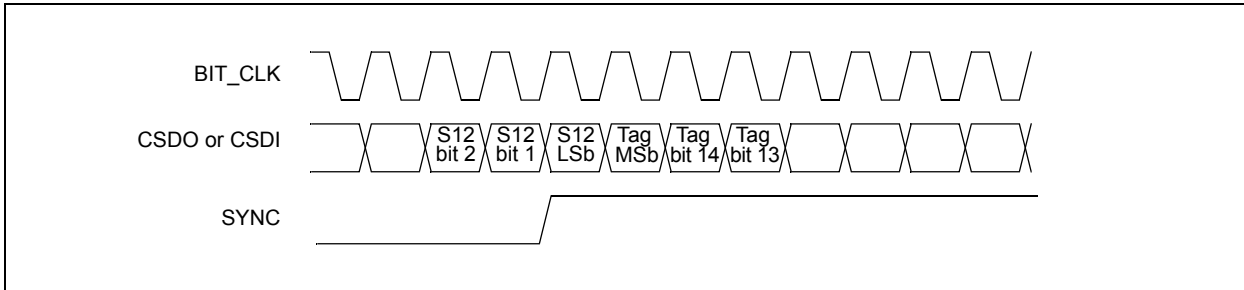 BIT_CLK
CSDO or CSDI
S12 S12 S12 Tag Tag Tag
bit 2 bit 1 LSb MSb bit 14 bit 13
SYNC